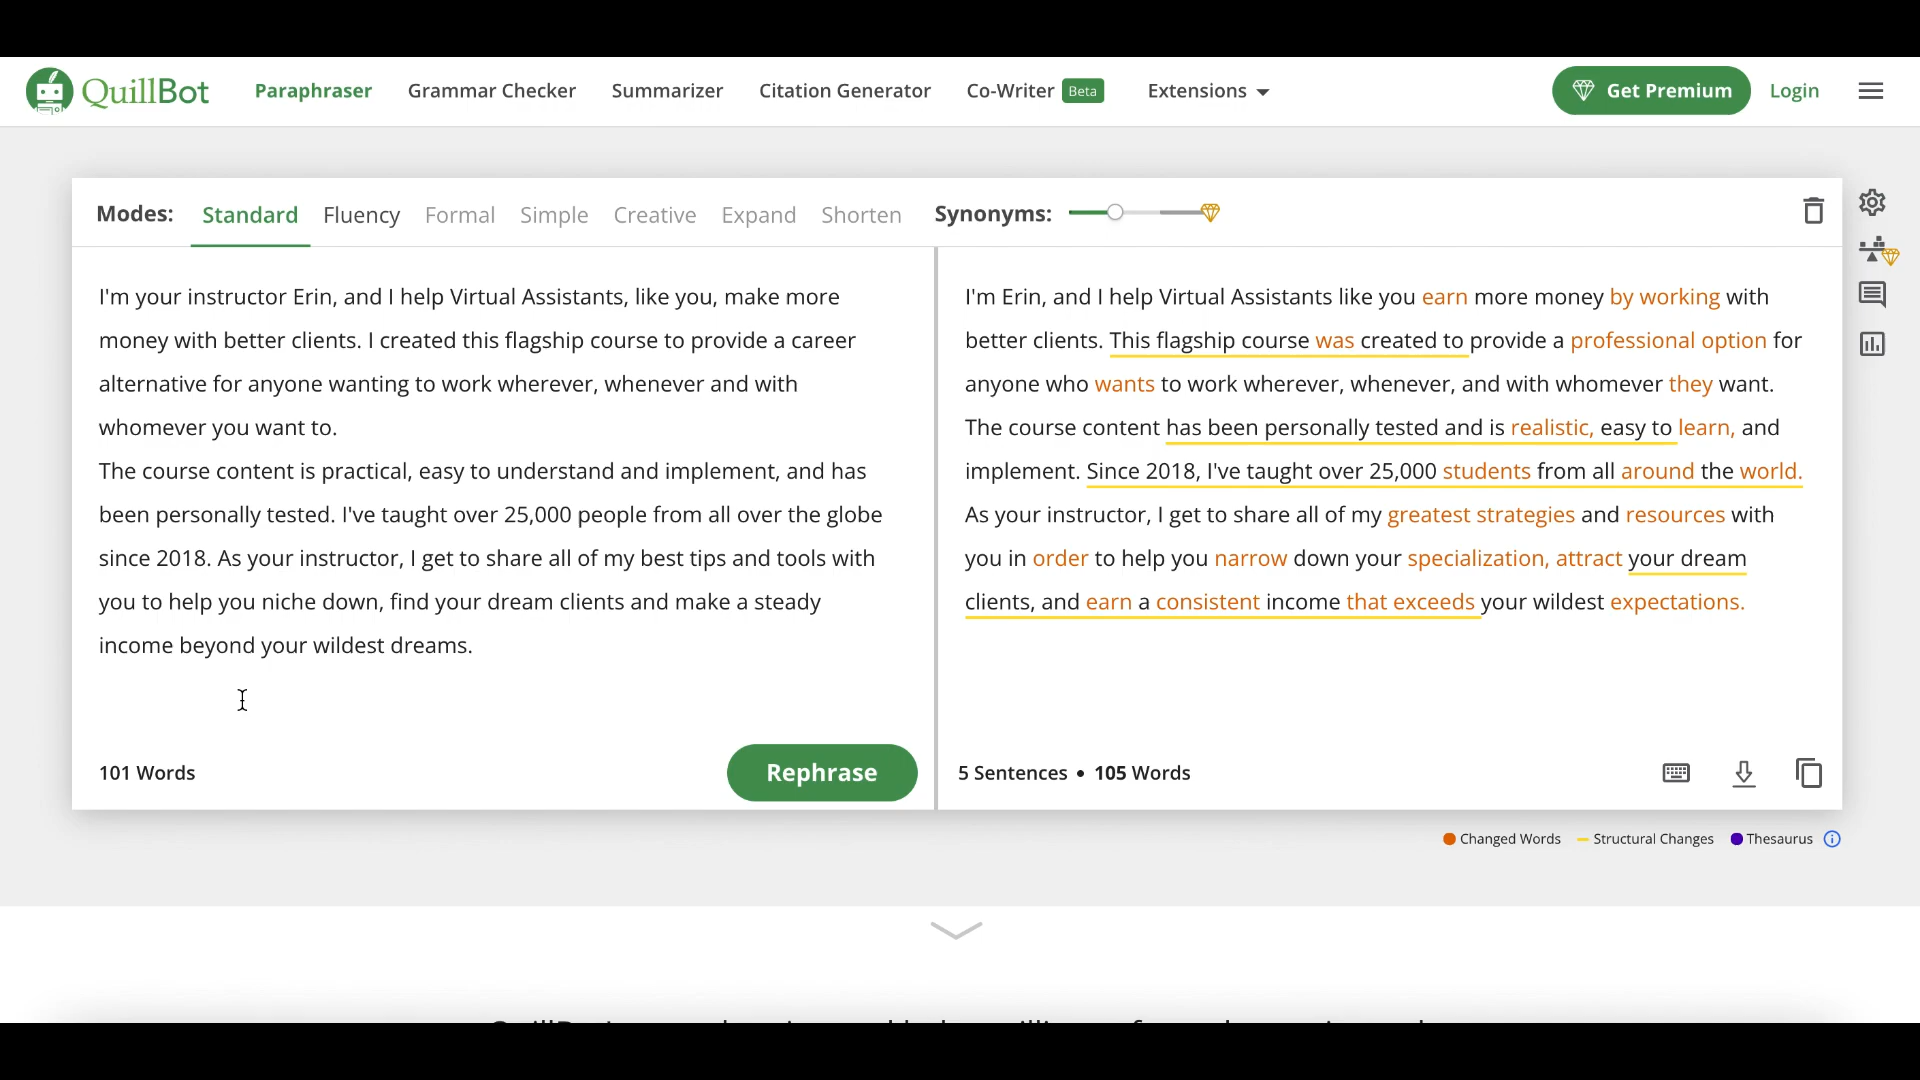 QuillBot
Paraphraser
Grammar Checker
Summarizer
Citation Generator
Co-Writer Beta
Extensions
Get Premium
Login
Modes:
Standard
Fluency
Formal
Simple
Creative
Expand
Shorten
Synonyms:
I'm your instructor Erin, and I help Virtual Assistants, like you, make more
money with better clients. I created this flagship course to provide a career
alternative for anyone wanting to work wherever, whenever and with
whomever you want to.
The course content is practical, easy to understand and implement, and has
been personally tested. I've taught over 25,000 people from all over the globe
since 2018. As your instructor, I get to share all of my best tips and tools with
you to help you niche down, find your dream clients and make a steady
income beyond your wildest dreams.
101 Words
Rephrase
I'm Erin, and I help Virtual Assistants like you earn more money by working with
better clients. This flagship course was created to provide a professional option for
anyone who wants to work wherever, whenever, and with whomever they want.
The course content has been personally tested and is realistic, easy to learn, and
implement. Since 2018, I've taught over 25,000 students from all around the world.
As your instructor, I get to share all of my greatest strategies and resources with
you in order to help you narrow down your specialization, attract your dream
clients, and earn a consistent income that exceeds your wildest expectations.
5 Sentences • 105 Words
Changed Words
Structural Changes
Thesaurus